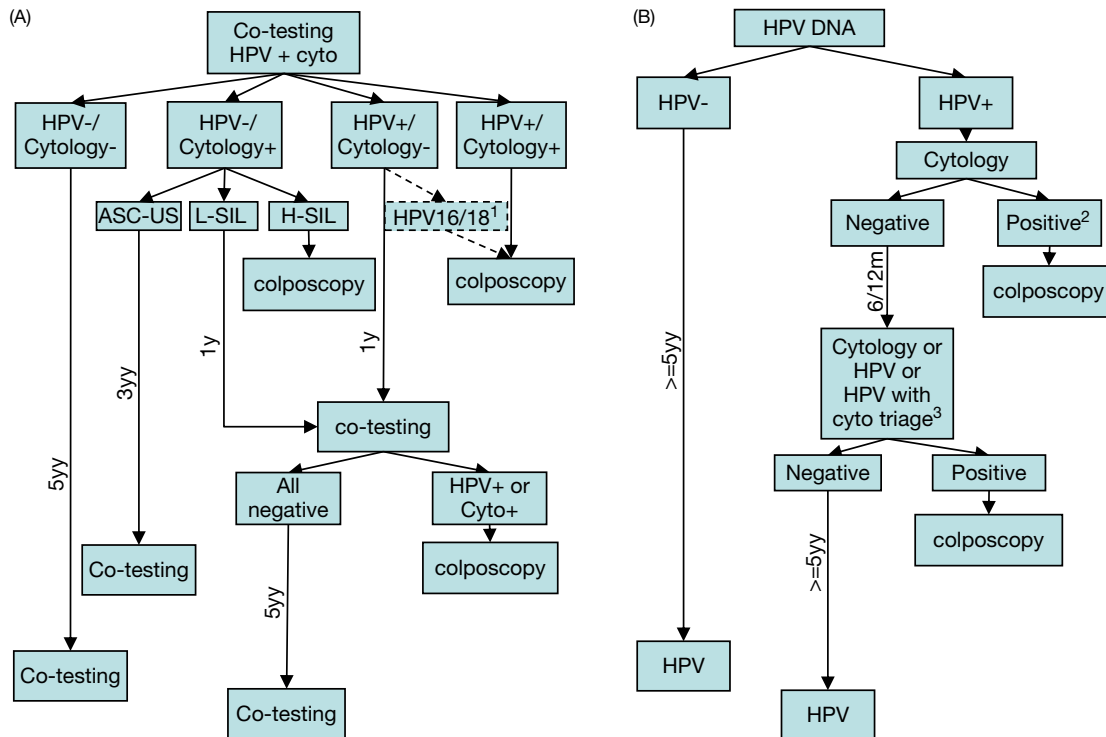 (A)
Co-testing
HPV + cyto
HPV-/
Cytology-
HPV-/
Cytology+
HPV+/
Cytology-
HPV+/
Cytology+
ASC-US
L-SIL
H-SIL
HPV16/18¹
colposcopy
colposcopy
1y
1y
3yy
5yy
co-testing
All
negative
HPV+ or
Cyto+
colposcopy
Co-testing
5yy
Co-testing
Co-testing
(B)
HPV DNA
HPV-
HPV+
Cytology
Negative
Positive²
colposcopy
6/12m
>=5yy
Cytology or
HPV or
HPV with
cyto triage³
Negative
Positive
colposcopy
>=5yy
HPV
HPV